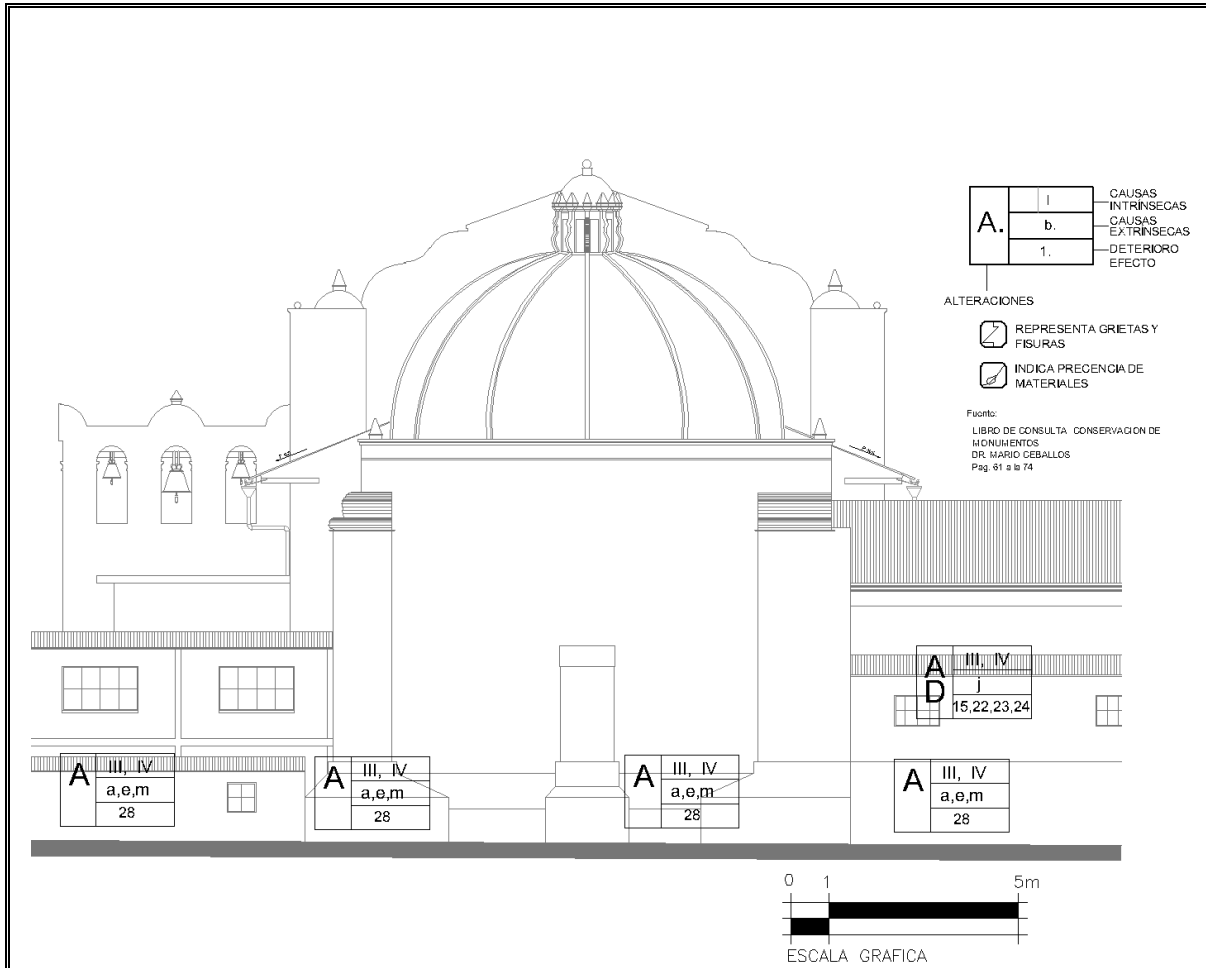 A.
I
b.
1.
CAUSAS
INTRÍNSECAS
CAUSAS
EXTRÍNSECAS
DETERIORO
EFECTO
ALTERACIONES
REPRESENTA GRIETAS Y
FISURAS
INDICA PRECENCIA DE
MATERIALES
Fuente:
LIBRO DE CONSULTA CONSERVACION DE
MONUMENTOS
DR. MARIO CEBALLOS
Pag. 61 a la 74
A
D
III, IV
j
15,22,23,24
A
III, IV
a,e,m
28
A
III, IV
a,e,m
28
A
III, IV
a,e,m
28
A
III, IV
a,e,m
28
0 1 5m
ESCALA GRAFICA